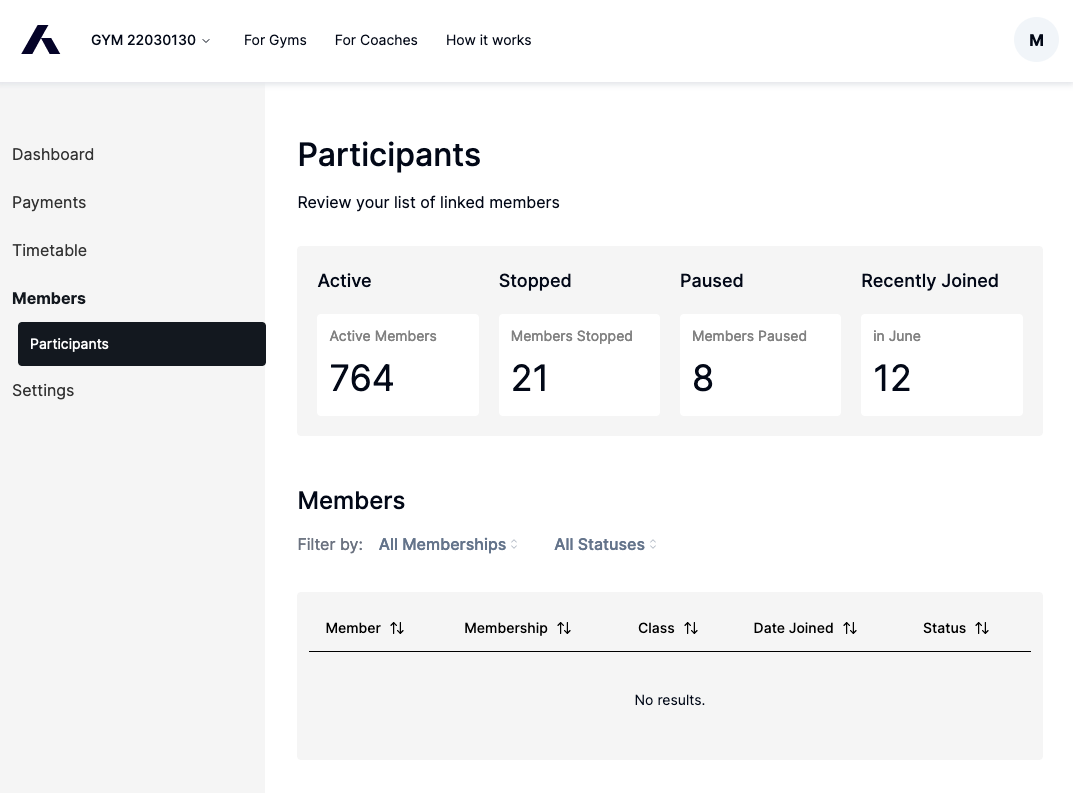 GYM 22030130 For Gyms For Coaches How it works M
Dashboard
Payments
Timetable
Members
Participants
Settings
Participants
Review your list of linked members
Active Stopped Paused Recently Joined
Active Members Members Stopped Members Paused in June
764 21 8 12
Members
Filter by: All Memberships All Statuses
Member Membership Class Date Joined Status
No results.